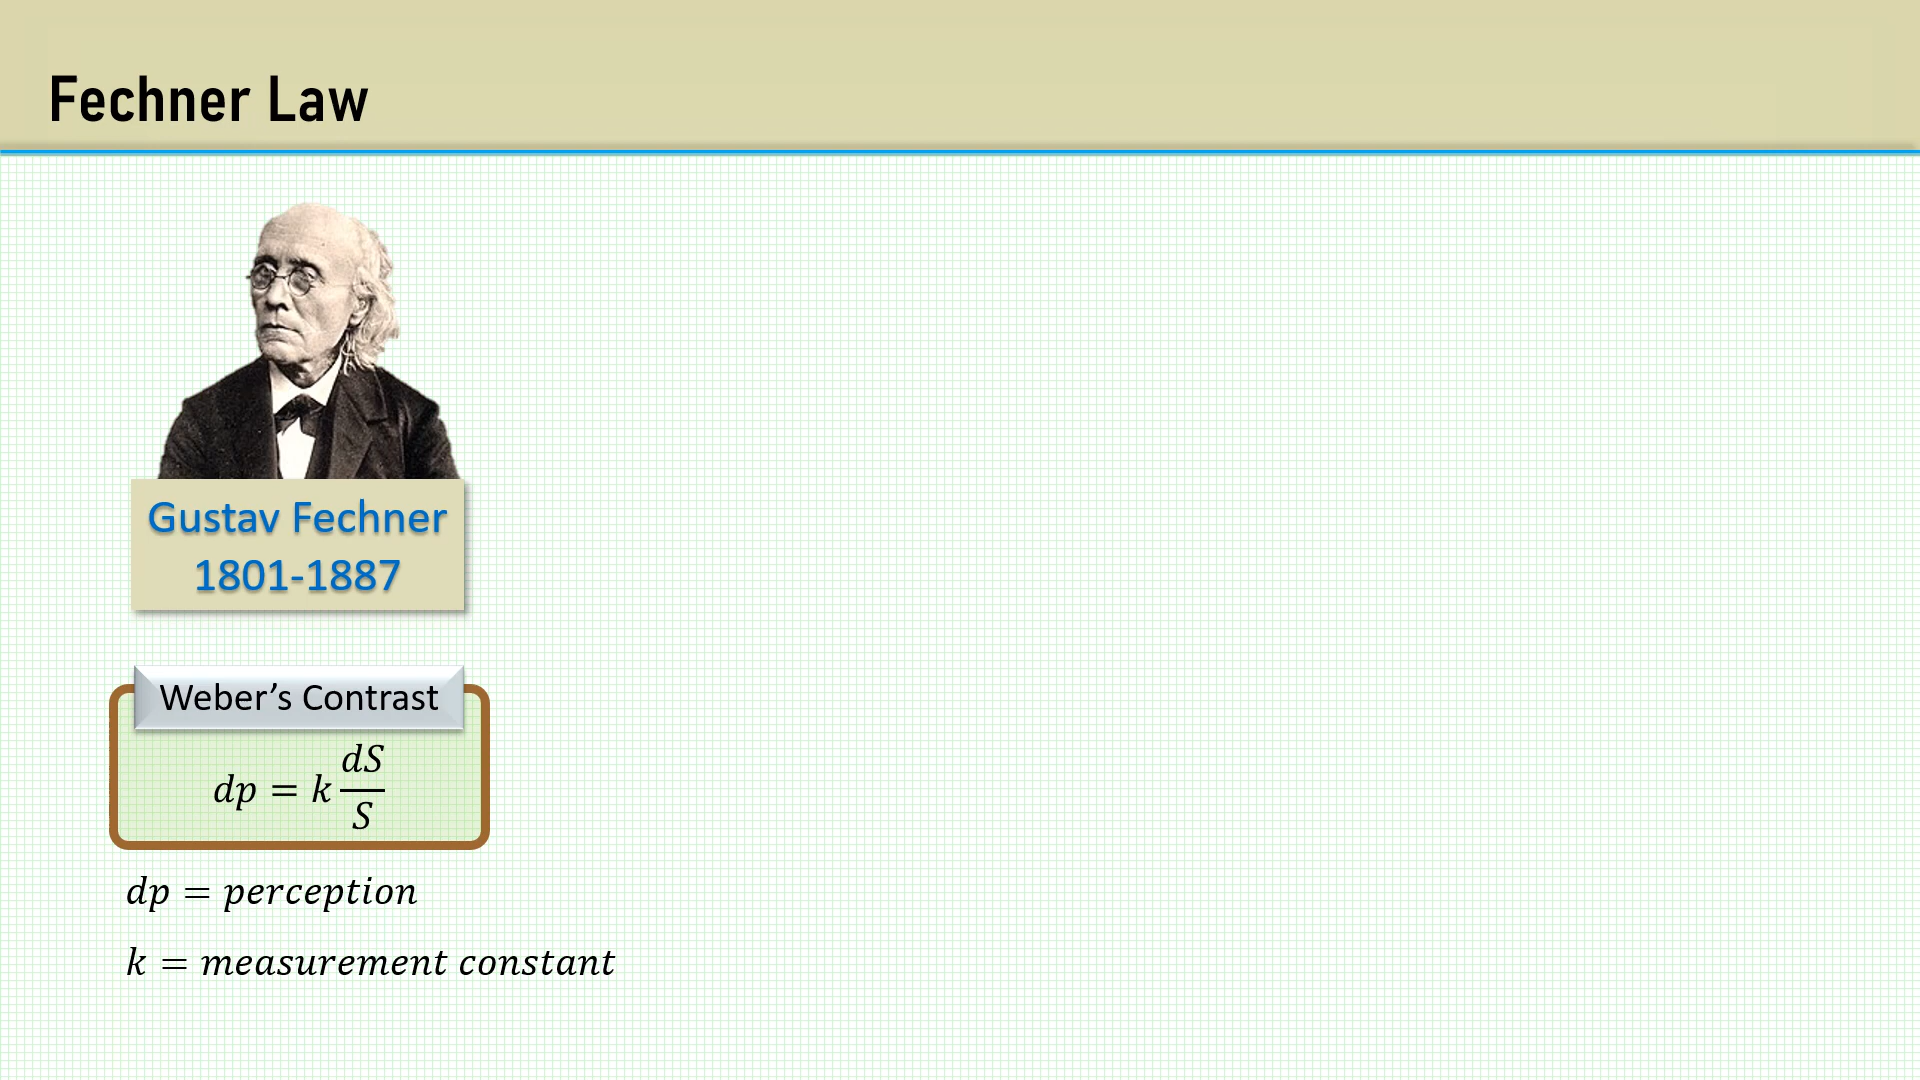 Fechner Law
Gustav Fechner
1801-1887
Weber’s Contrast
dp = k dS/S
dp = perception
k = measurement constant